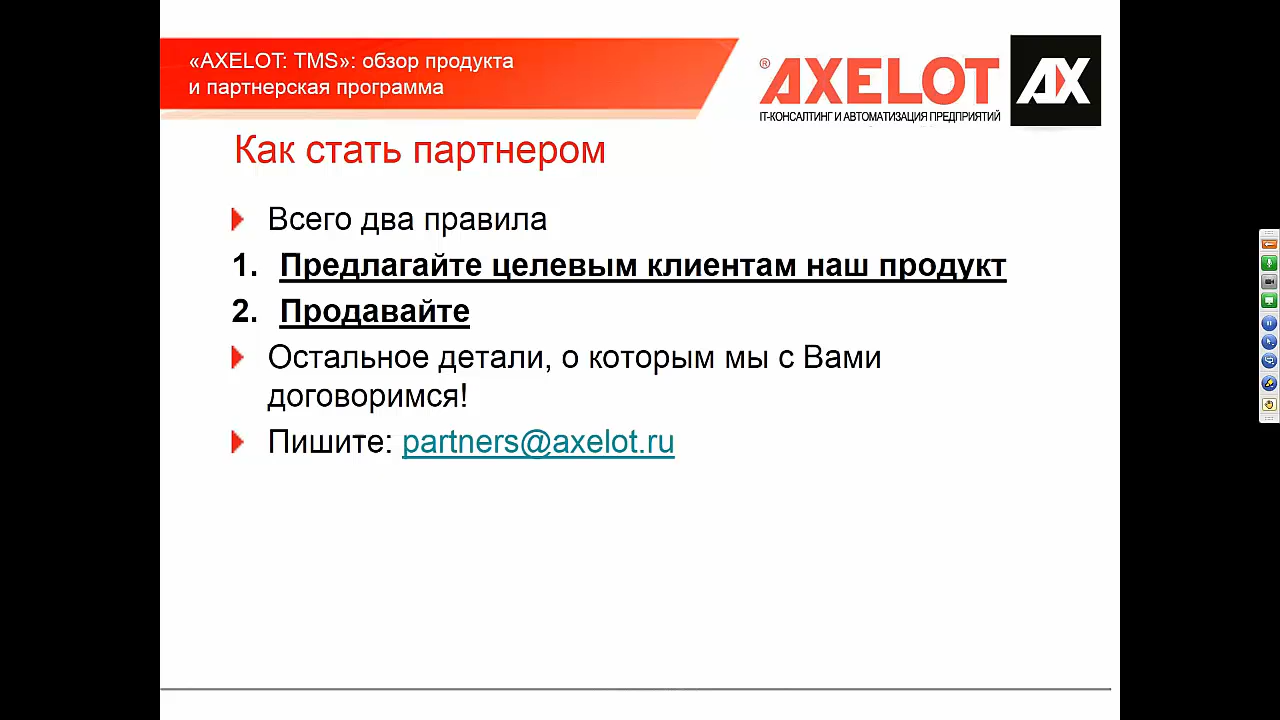 «AXELOT: TMS»: обзор продукта
и партнерская программа
® AXELOT AX
IT-КОНСАЛТИНГ И АВТОМАТИЗАЦИЯ ПРЕДПРИЯТИЙ
Как стать партнером
Всего два правила
1. Предлагайте целевым клиентам наш продукт
2. Продавайте
Остальное детали, о которым мы с Вами
договоримся!
Пишите: partners@axelot.ru